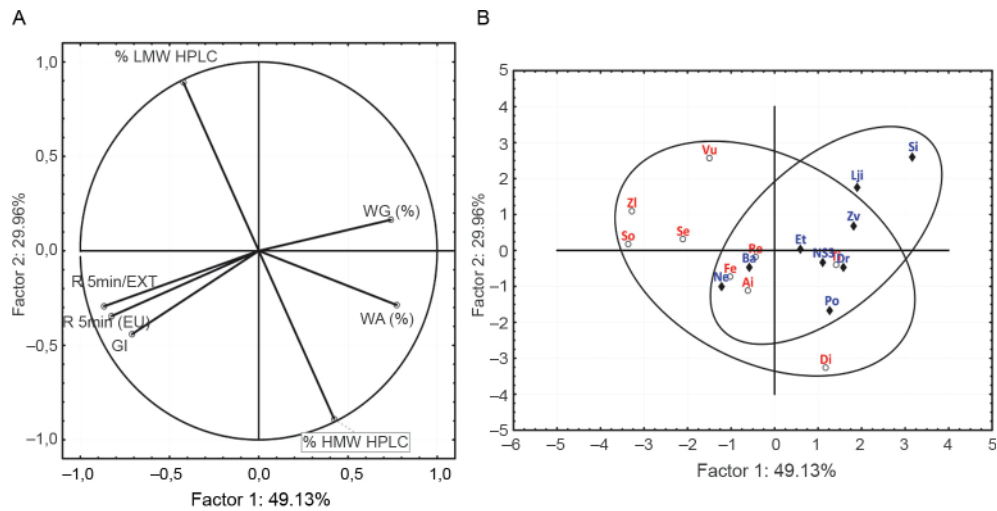 A
% LMW HPLC
WG (%)
R 5min/EXT
R 5min (EU)
GI
WA (%)
% HMW HPLC
1,0
0,5
0,0
–0,5
–1,0
–1,0
–0,5
0,0
0,5
1,0
Factor 2: 29.96%
Factor 1: 49.13%
B
Vu
Si
Lji
Zl
Zv
So
Se
Et
Re
Ba
NS3
Dr
Fe
Ne
Ai
Po
Di
5
4
3
2
1
0
–1
–2
–3
–4
–5
–6
–5
–4
–3
–2
–1
0
1
2
3
4
5
Factor 2: 29.96%
Factor 1: 49.13%